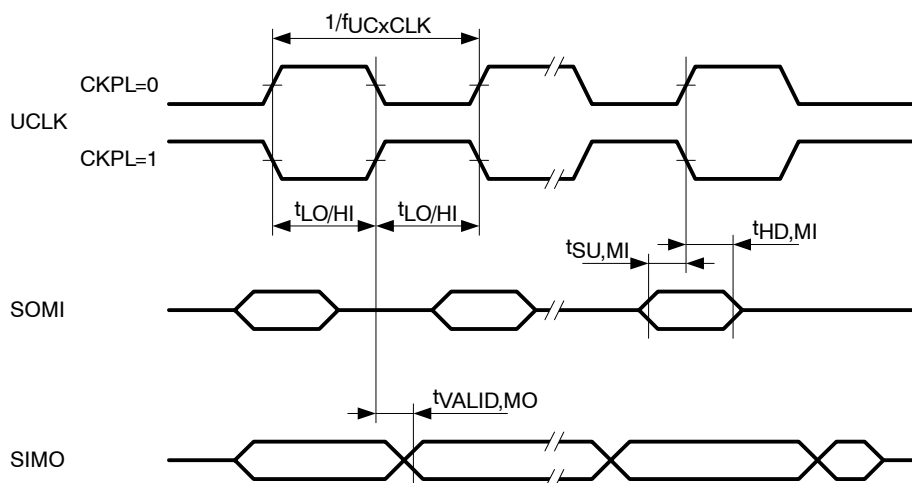 1/fUCxCLK
CKPL=0
UCLK
CKPL=1
tLO/HI tLO/HI
tHD,MI
tSU,MI
SOMI
tVALID,MO
SIMO